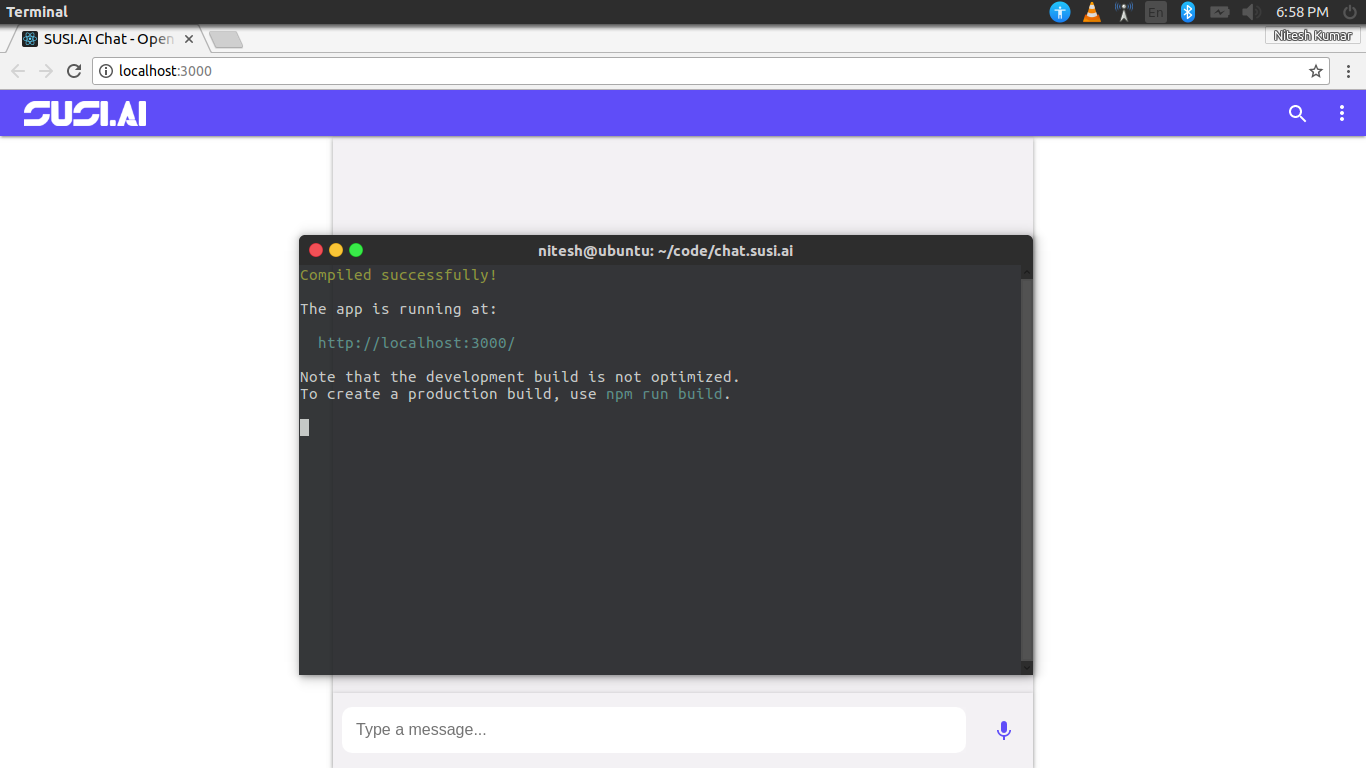 Terminal
En
6:58 PM
SUSI.AI Chat - Open
Nitesh Kumar
localhost:3000
SUSI.AI
nitesh@ubuntu: ~/code/chat.susi.ai
Compiled successfully!
The app is running at:
http://localhost:3000/
Note that the development build is not optimized.
To create a production build, use npm run build.
Type a message...